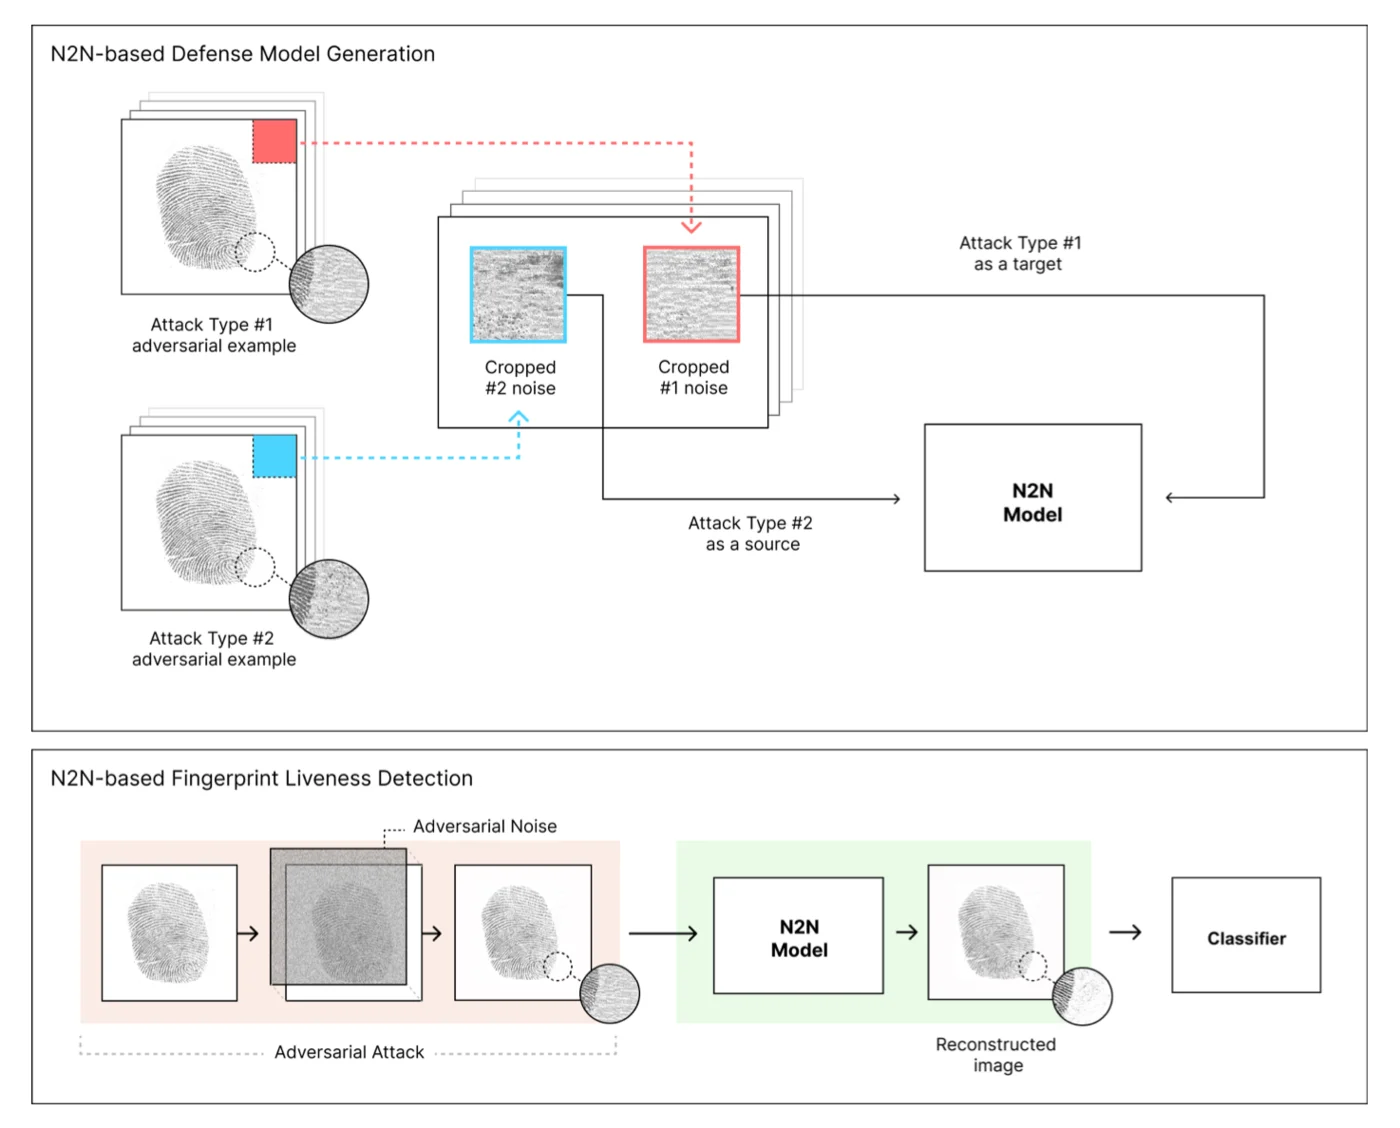 N2N-based Defense Model Generation
Attack Type #1
adversarial example
Cropped
#2 noise
Cropped
#1 noise
Attack Type #1
as a target
Attack Type #2
as a source
N2N
Model
Attack Type #2
adversarial example
N2N-based Fingerprint Liveness Detection
Adversarial Noise
N2N
Model
Classifier
Adversarial Attack
Reconstructed
image